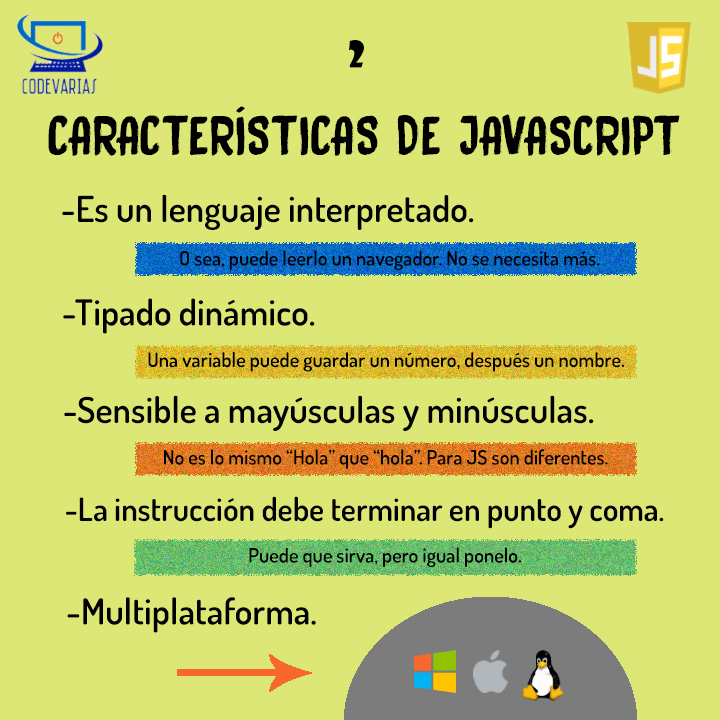 CODEVARIAS
2
JS
CARACTERÍSTICAS DE JAVASCRIPT
-Es un lenguaje interpretado.
O sea, puede leerlo un navegador. No se necesita más.
-Tipado dinámico.
Una variable puede guardar un número, después un nombre.
-Sensible a mayúsculas y minúsculas.
No es lo mismo “Hola” que “hola”. Para JS son diferentes.
-La instrucción debe terminar en punto y coma.
Puede que sirva, pero igual ponelo.
-Multiplataforma.